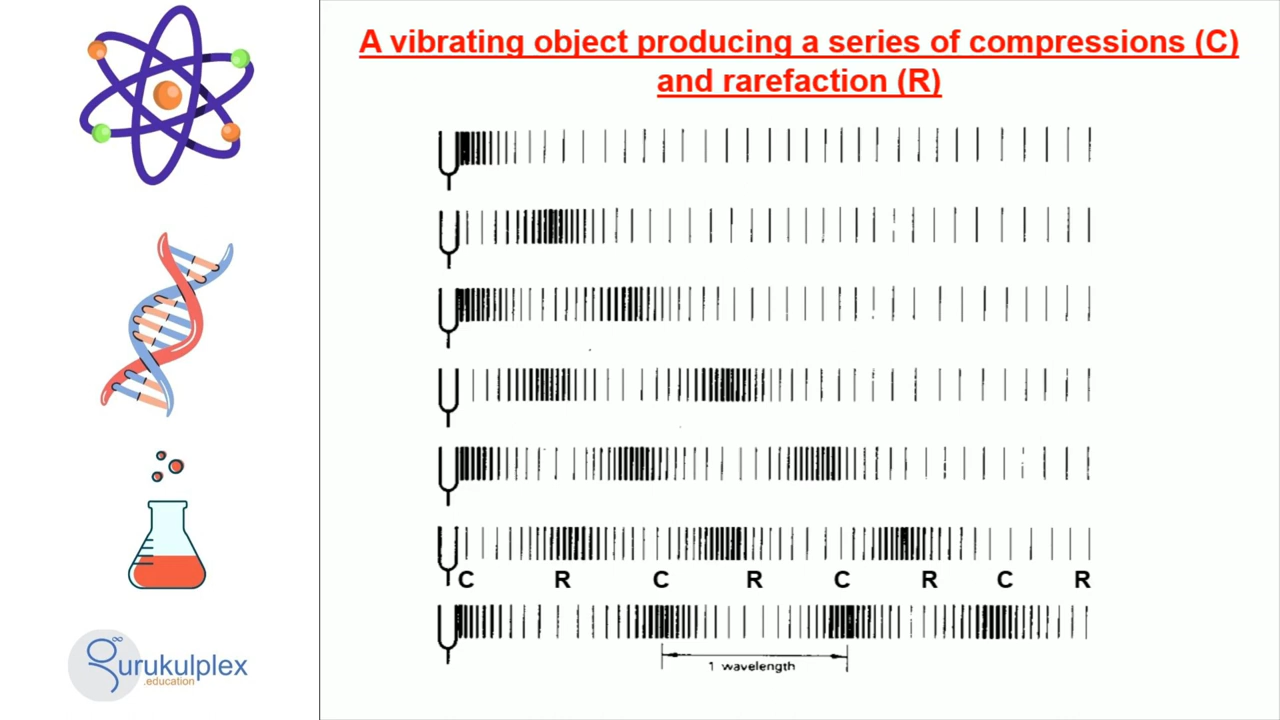 A vibrating object producing a series of compressions (C)
and rarefaction (R)
C R C R C R C R
1 wavelength
∞
gurukulplex
.education